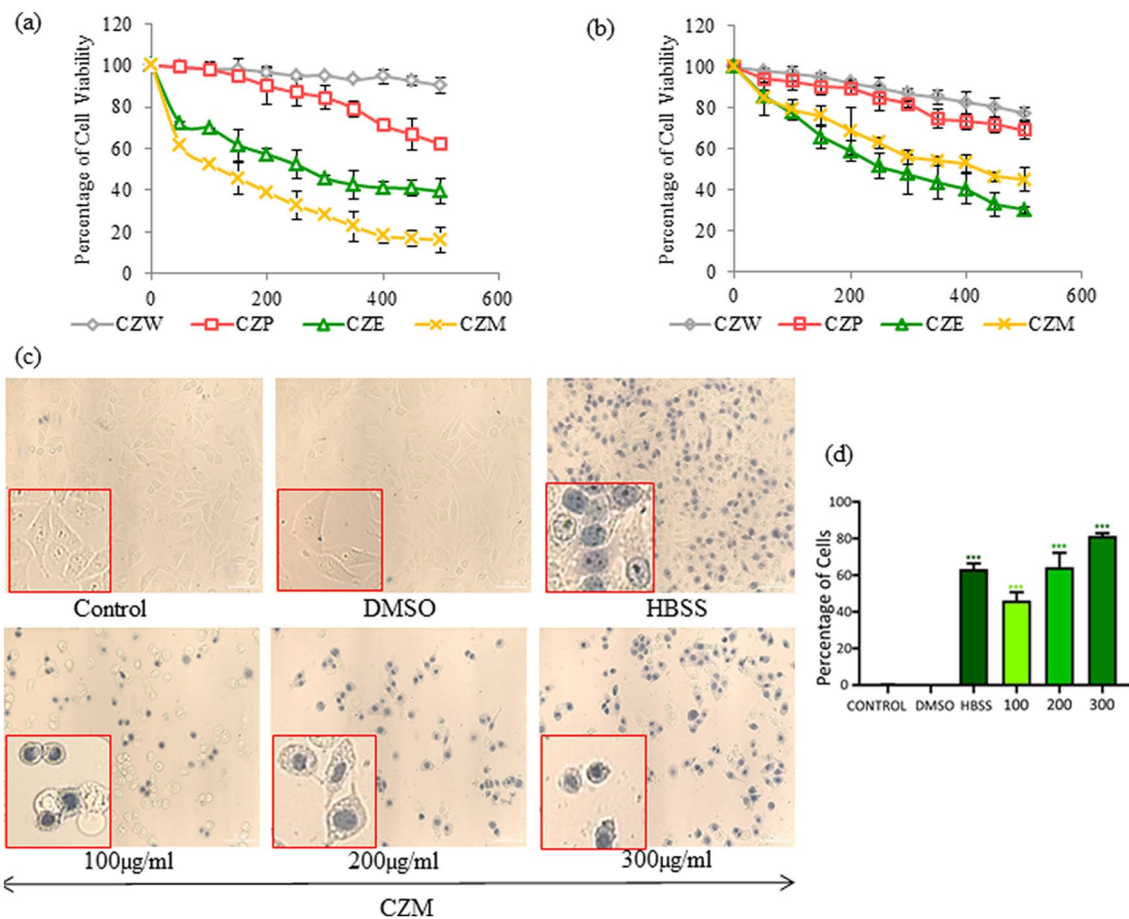 (a)
Percentage of Cell Viability
120
100
80
60
40
20
0
0 200 400 600
CZW CZP CZE CZM
(b)
Percentage of Cell Viability
120
100
80
60
40
20
0
0 200 400 600
CZW CZP CZE CZM
(c)
Control DMSO HBSS
100µg/ml 200µg/ml 300µg/ml
CZM
(d)
Percentage of Cells
100
80
60
40
20
0
*** *** *** ***
CONTROL DMSO HBSS 100 200 300